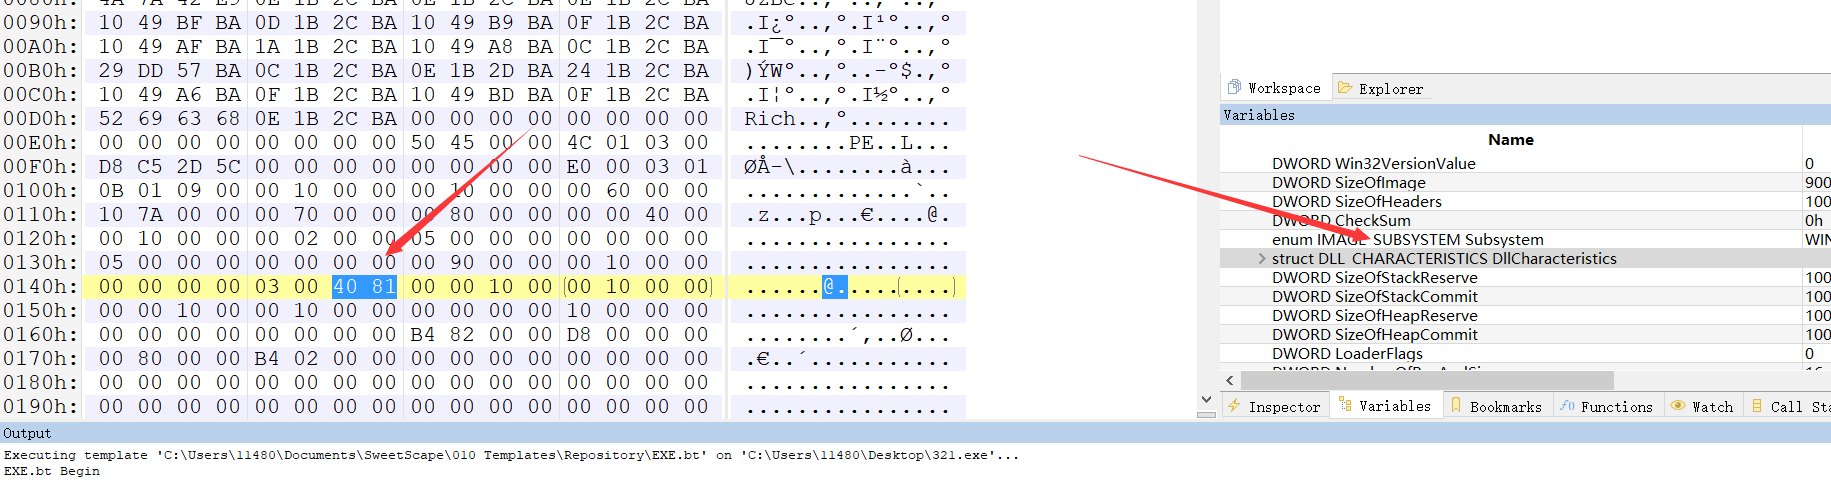 0090h: 10 49 BF BA 0D 1B 2C BA 10 49 B9 BA 0F 1B 2C BA .I¿º..,º.I¹º..,º
00A0h: 10 49 AF BA 1A 1B 2C BA 10 49 A8 BA 0C 1B 2C BA .I¯º..,º.I¨º..,º
00B0h: 29 DD 57 BA 0C 1B 2C BA 0E 1B 2D BA 24 1B 2C BA )ÝWº..,º..-º$.,º
00C0h: 10 49 A6 BA 0F 1B 2C BA 10 49 BD BA 0F 1B 2C BA .I¦º..,º.I½º..,º
00D0h: 52 69 63 68 0E 1B 2C BA 00 00 00 00 00 00 00 00 Rich..,º........
00E0h: 00 00 00 00 00 00 00 00 50 45 00 00 4C 01 03 00 ........PE..L...
00F0h: D8 C5 2D 5C 00 00 00 00 00 00 00 00 E0 00 03 01 ØÅ-\........à...
0100h: 0B 01 09 00 00 10 00 00 00 10 00 00 00 60 00 00 .............`..
0110h: 10 7A 00 00 00 70 00 00 00 80 00 00 00 00 40 00 .z...p...€....@.
0120h: 00 10 00 00 00 02 00 00 05 00 00 00 00 00 00 00 ................
0130h: 05 00 00 00 00 00 00 00 00 90 00 00 00 10 00 00 ................
0140h: 00 00 00 00 03 00 40 81 00 00 10 00 00 10 00 00 ......@.........
0150h: 00 00 10 00 00 10 00 00 00 00 00 00 10 00 00 00 ................
0160h: 00 00 00 00 00 00 00 00 B4 82 00 00 D8 00 00 00 ........´‚..Ø...
0170h: 00 80 00 00 B4 02 00 00 00 00 00 00 00 00 00 00 .€..´...........
0180h: 00 00 00 00 00 00 00 00 00 00 00 00 00 00 00 00 ................
0190h: 00 00 00 00 00 00 00 00 00 00 00 00 00 00 00 00 ................
Workspace Explorer
Variables
Name
DWORD Win32VersionValue 0
DWORD SizeOfImage 900
DWORD SizeOfHeaders 100
DWORD CheckSum 0h
enum IMAGE_SUBSYSTEM Subsystem WIN
struct DLL_CHARACTERISTICS DllCharacteristics
DWORD SizeOfStackReserve 100
DWORD SizeOfStackCommit 100
DWORD SizeOfHeapReserve 100
DWORD SizeOfHeapCommit 100
DWORD LoaderFlags 0
Inspector Variables Bookmarks Functions Watch Call Sta
Output
Executing template 'C:\Users\11480\Documents\SweetScape\010 Templates\Repository\EXE.bt' on 'C:\Users\11480\Desktop\321.exe'...
EXE.bt Begin